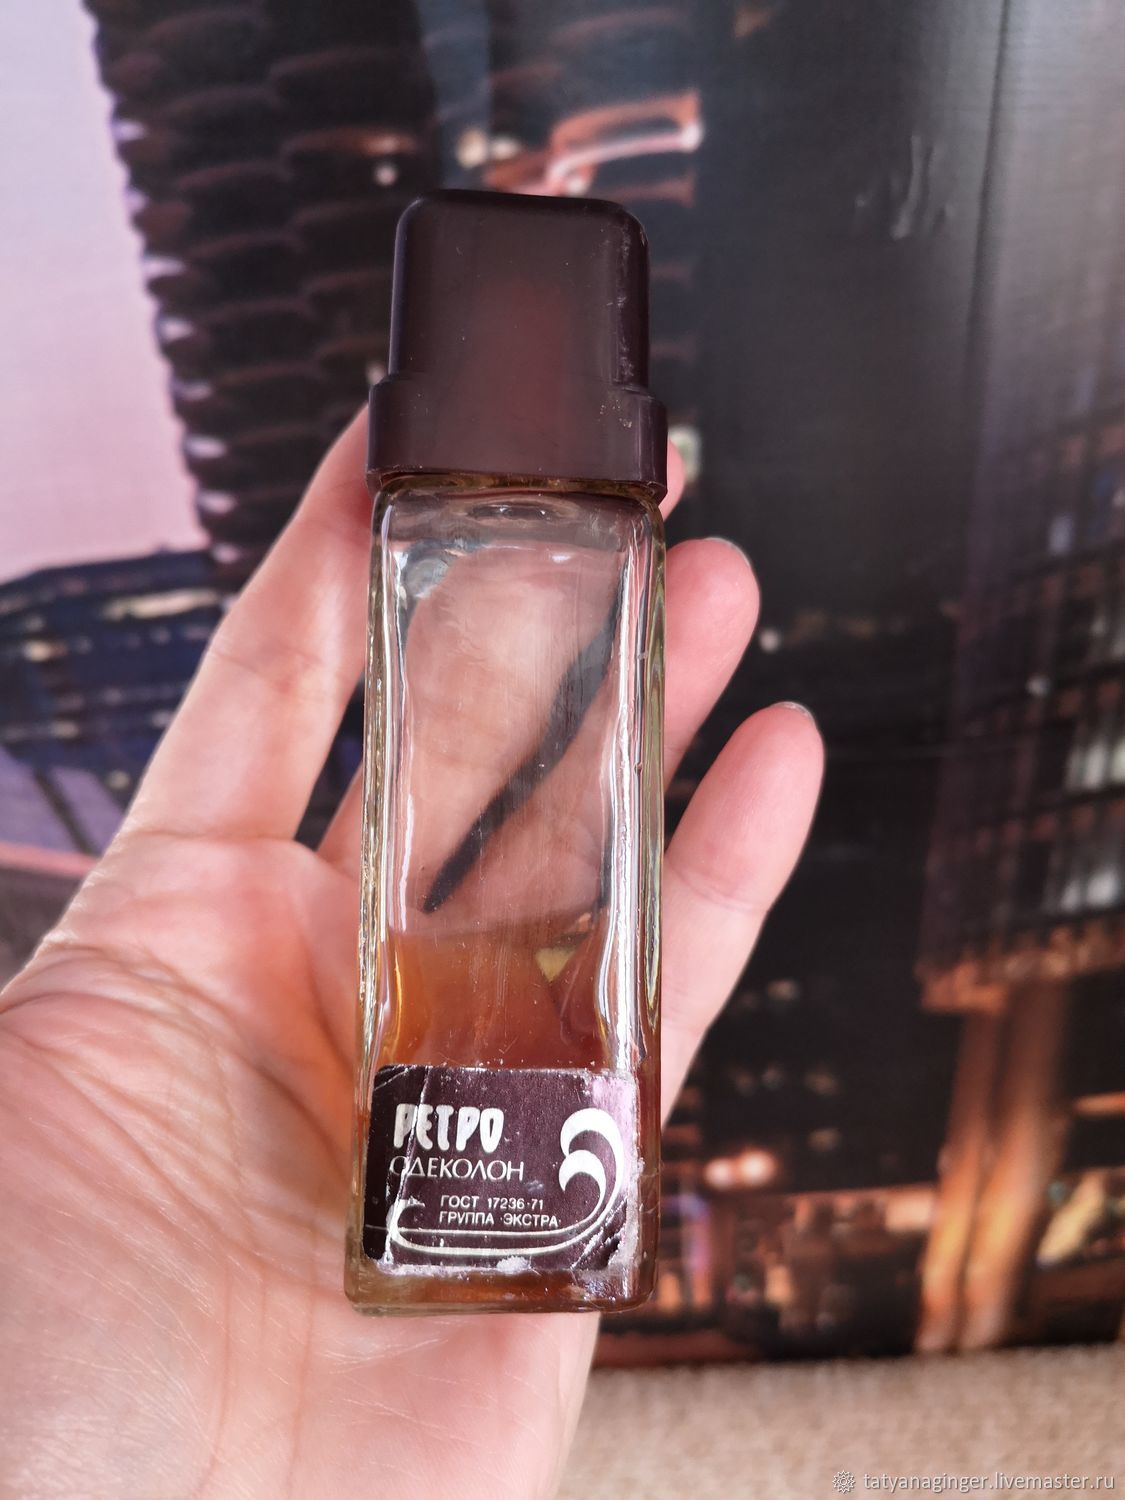 РЕТРО
ОДЕКОЛОН
ГОСТ 17236-71
ГРУППА ЭКСТРА
tatyanaginger.livemaster.ru